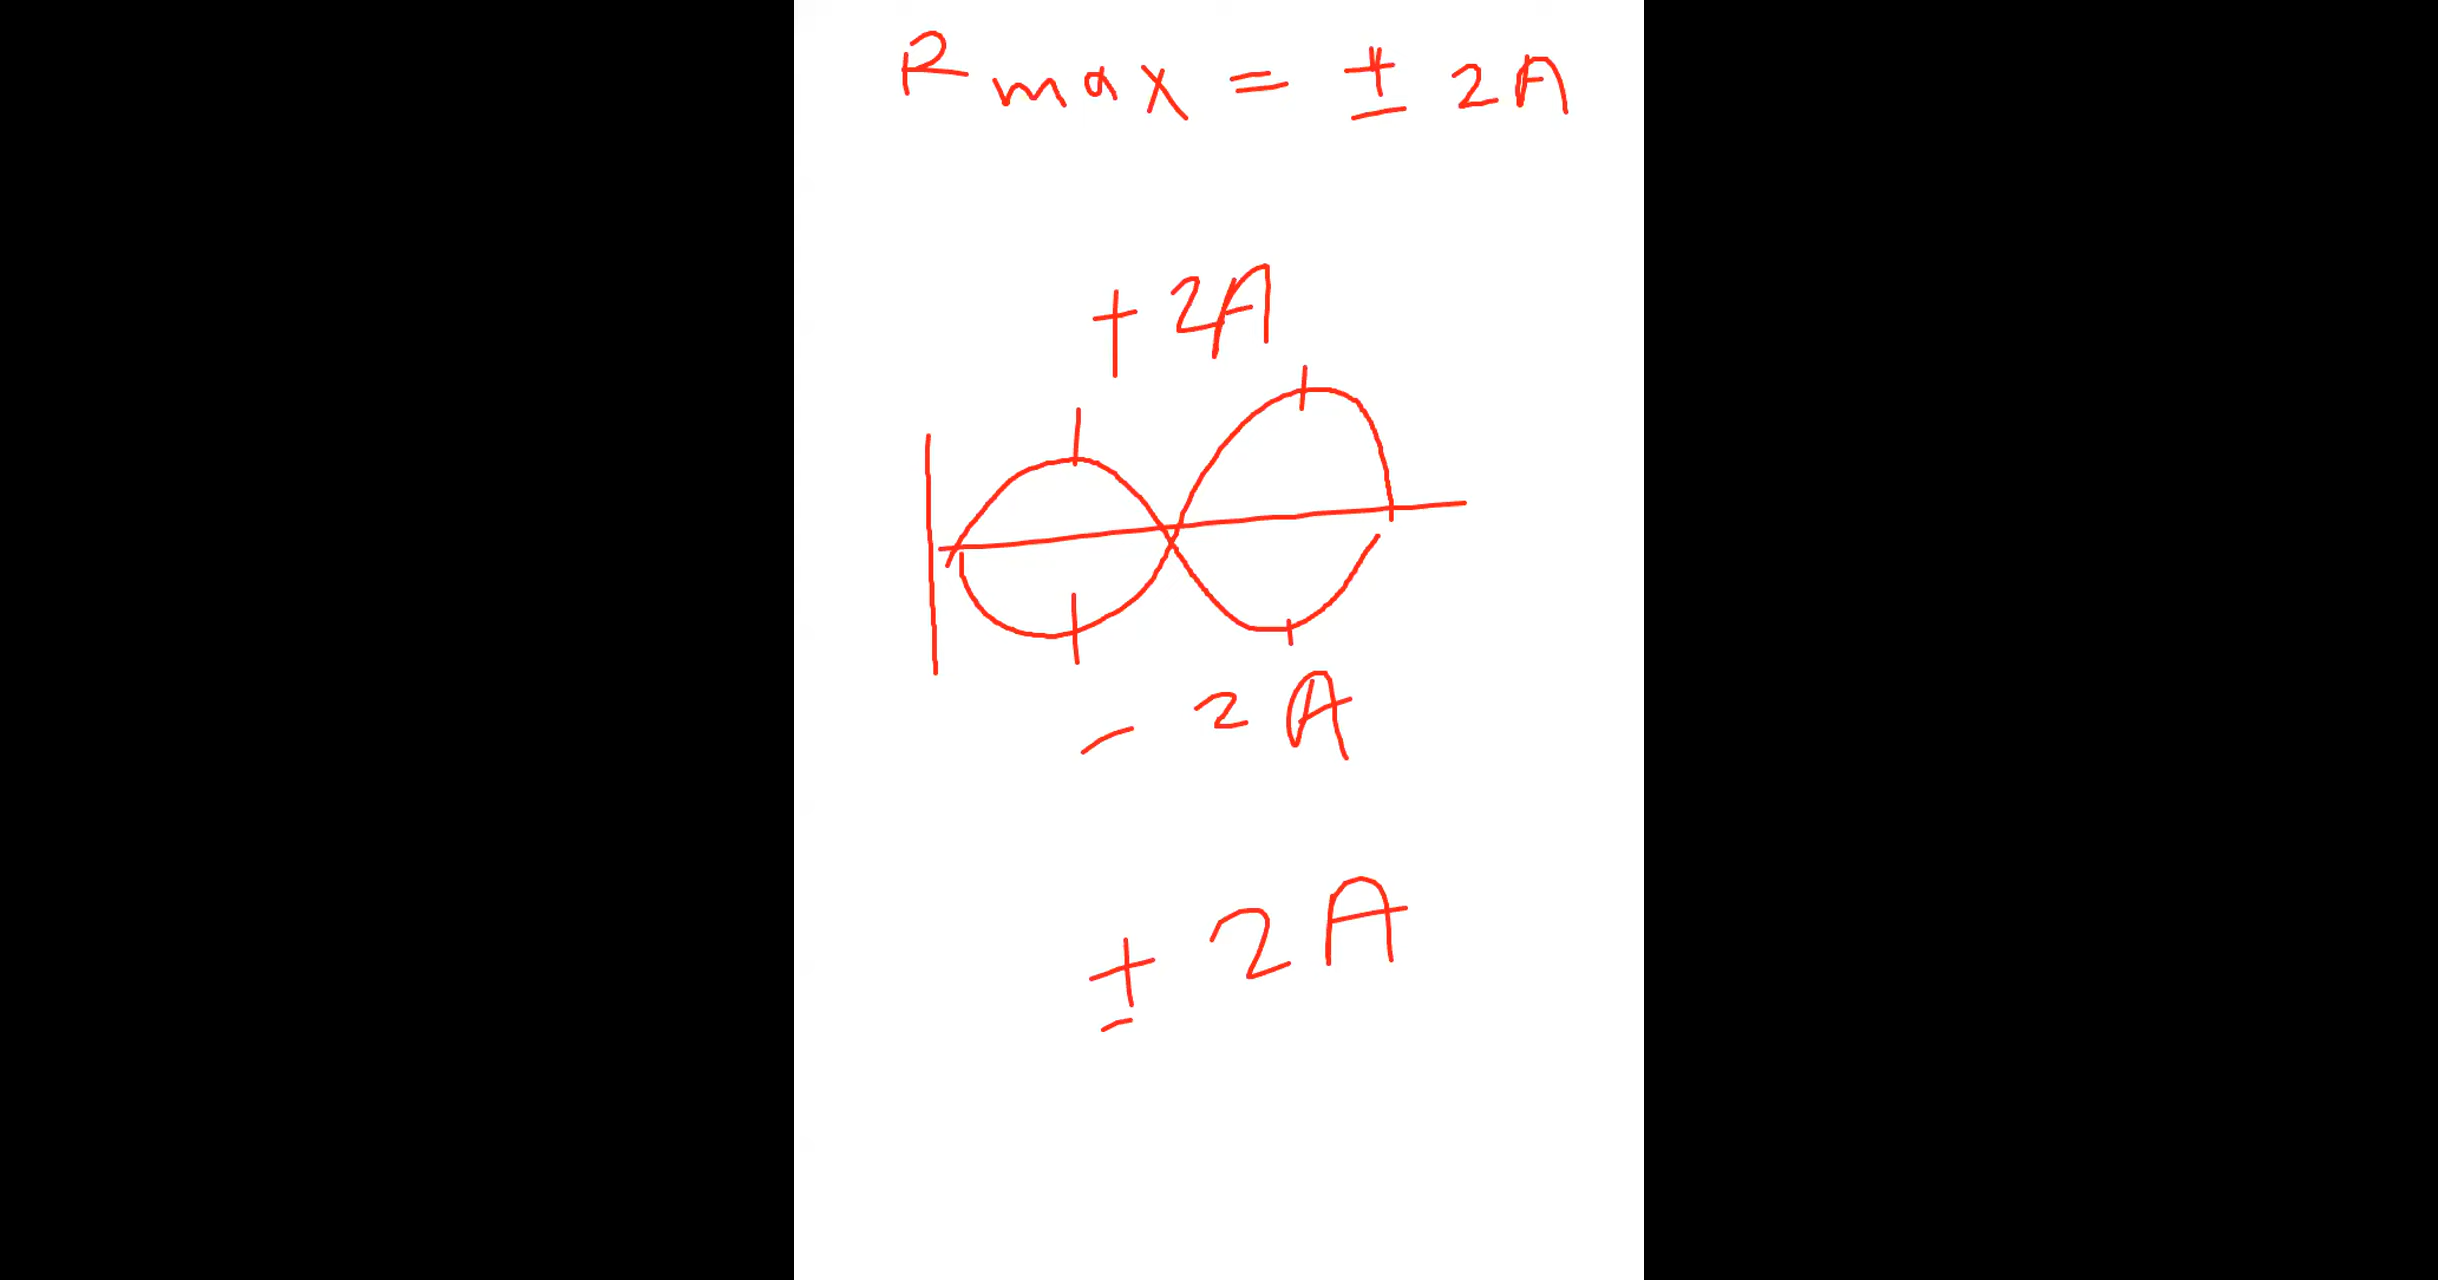 Rmax = ± 2A
+ 2A
- 2A
± 2A